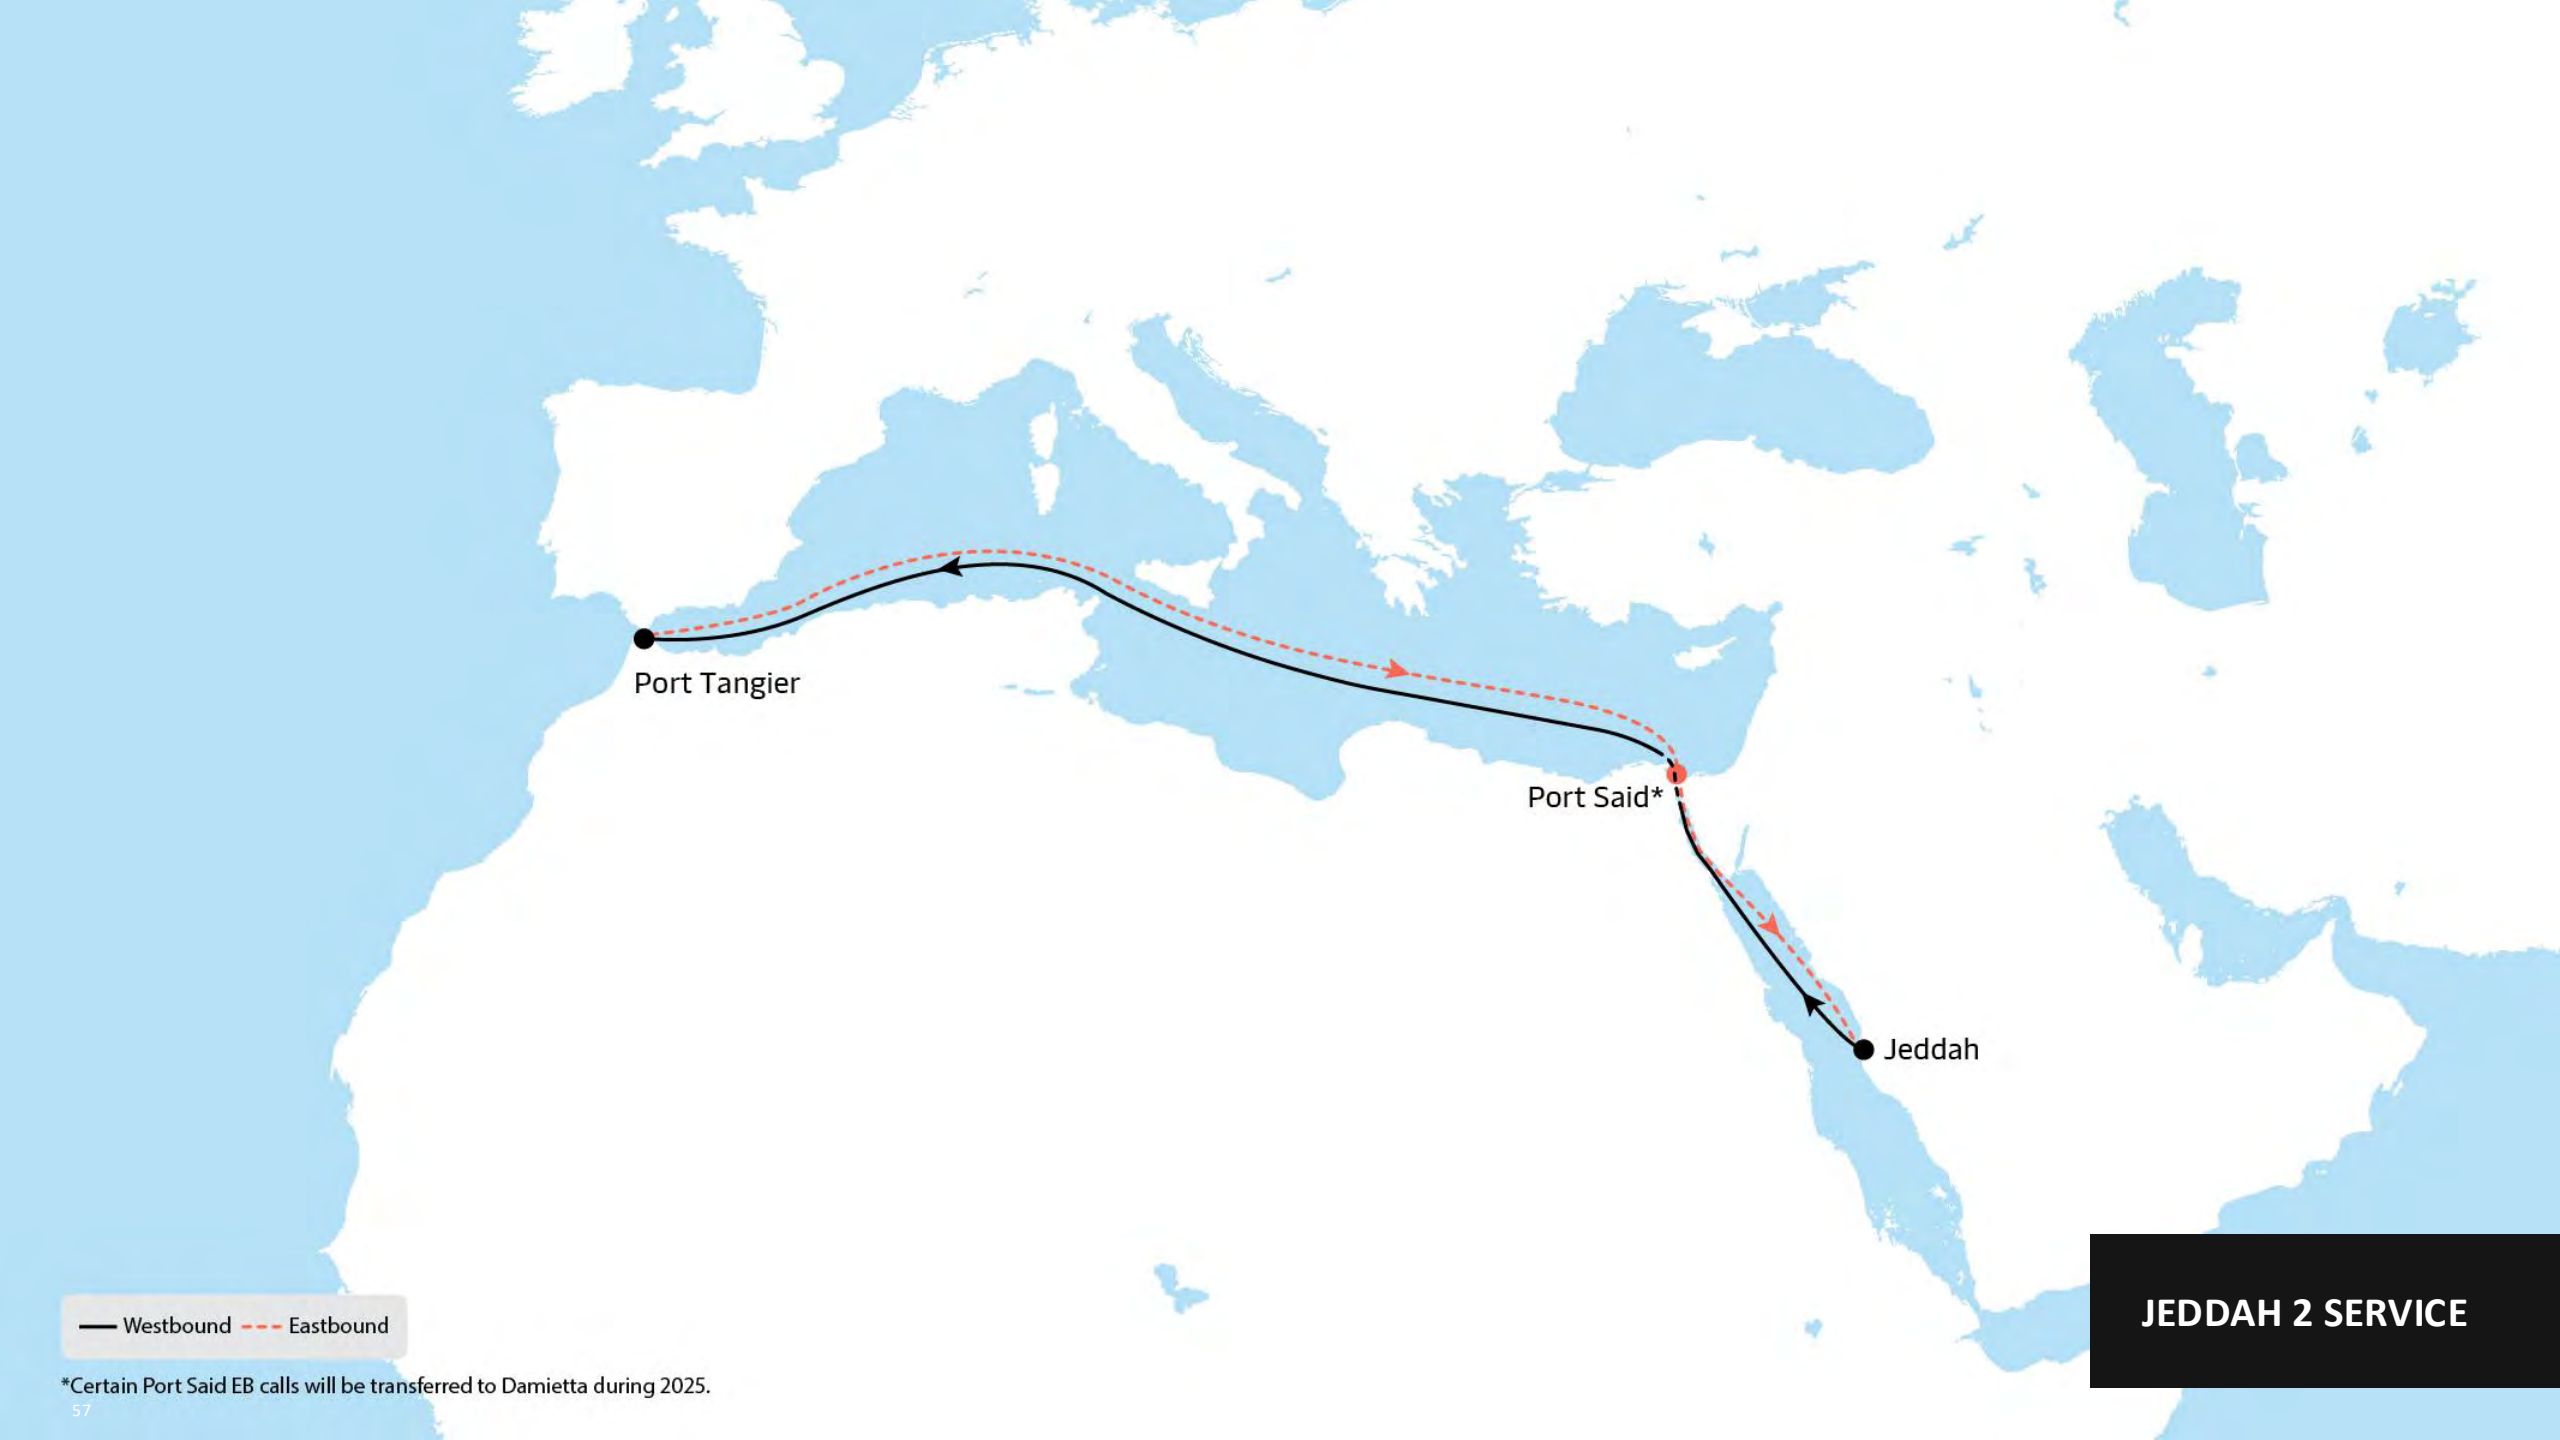 Port Tangier
Port Said*
Jeddah
JEDDAH 2 SERVICE
Westbound Eastbound
*Certain Port Said EB calls will be transferred to Damietta during 2025.
57